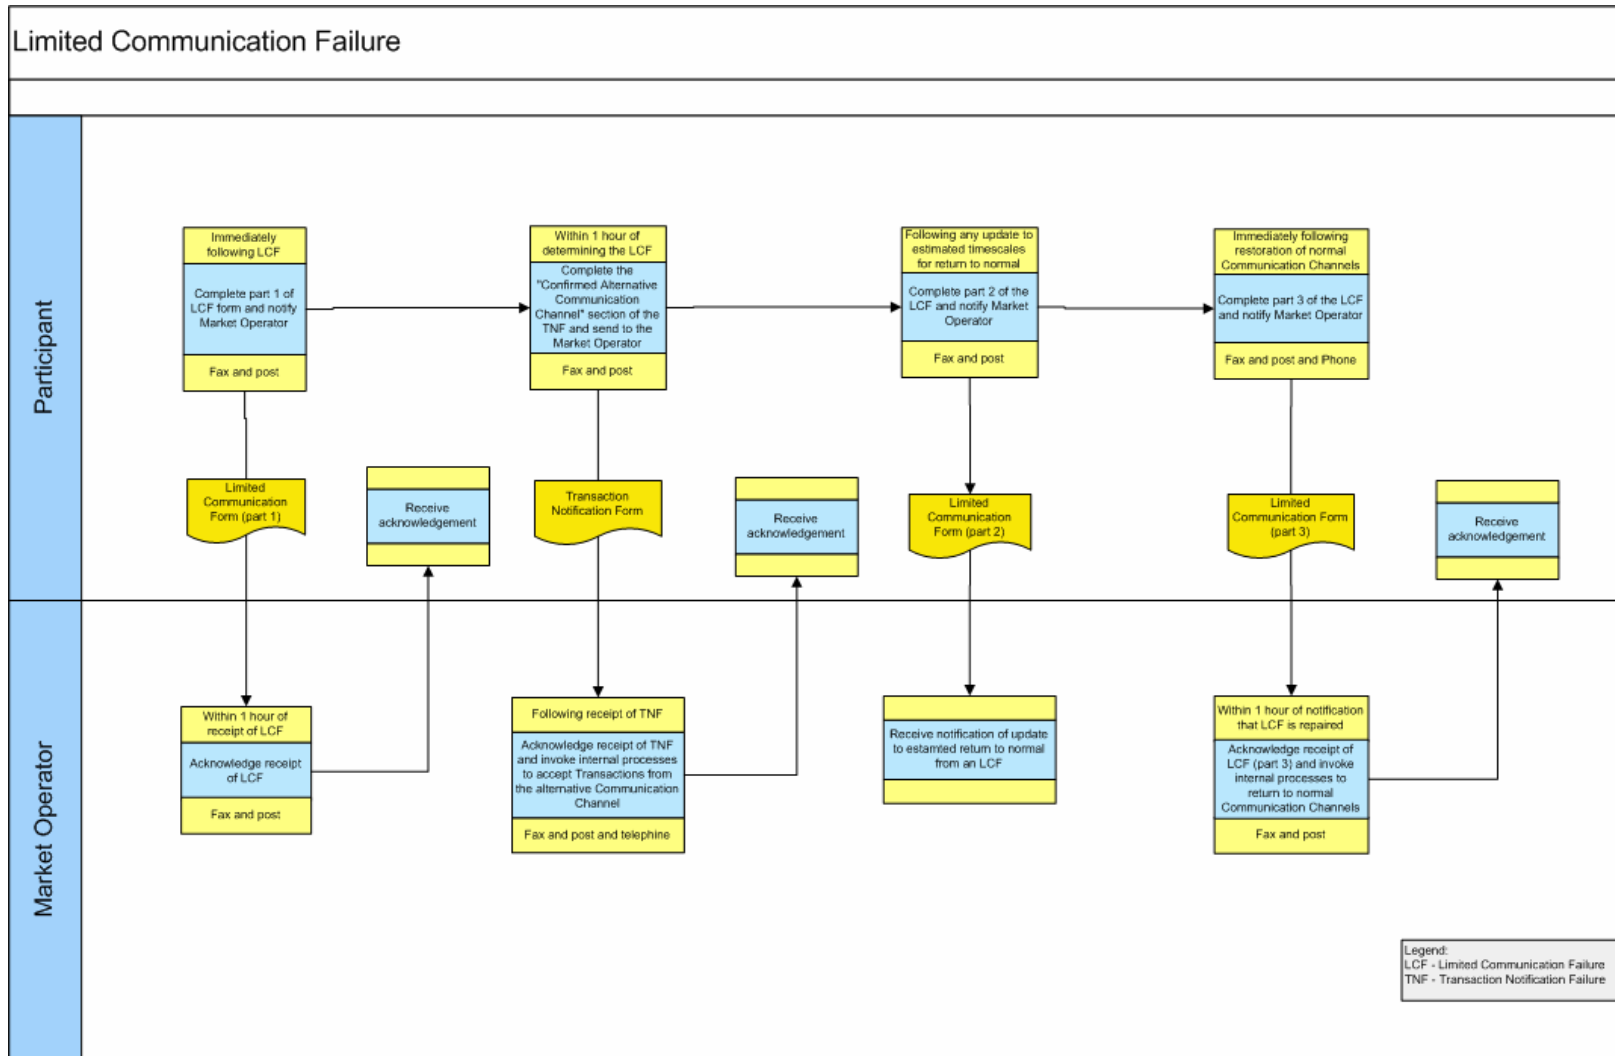 Limited Communication Failure
Participant
Immediately
following LCF
Complete part 1 of
LCF form and notify
Market Operator
Fax and post
Within 1 hour of
determining the LCF
Complete the
"Confirmed Alternative
Communication
Channel" section of
the TNF and send to the
Market Operator
Fax and post
Following any update to
estimated timescales
for return to normal
Complete part 2 of the
LCF and notify Market
Operator
Fax and post
Immediately following
restoration of normal
Communication Channels
Complete part 3 of the LCF
and notify Market Operator
Fax and post and Phone
Limited
Communication
Form (part 1)
Receive
acknowledgement
Transaction
Notification Form
Receive
acknowledgement
Limited
Communication
Form (part 2)
Limited
Communication Form
(part 3)
Receive
acknowledgement
Market Operator
Within 1 hour of
receipt of LCF
Acknowledge receipt
of LCF
Fax and post
Following receipt of TNF
Acknowledge receipt of TNF
and invoke internal processes
to accept Transactions from
the alternative Communication
Channel
Fax and post and telephine
Receive notification of update
to estamted return to normal
from an LCF
Within 1 hour of notification
that LCF is repaired
Acknowledge receipt of
LCF (part 3) and invoke
internal processes to
return to normal
Communication Channels
Fax and post
Legend:
LCF - Limited Communication Failure
TNF - Transaction Notification Failure